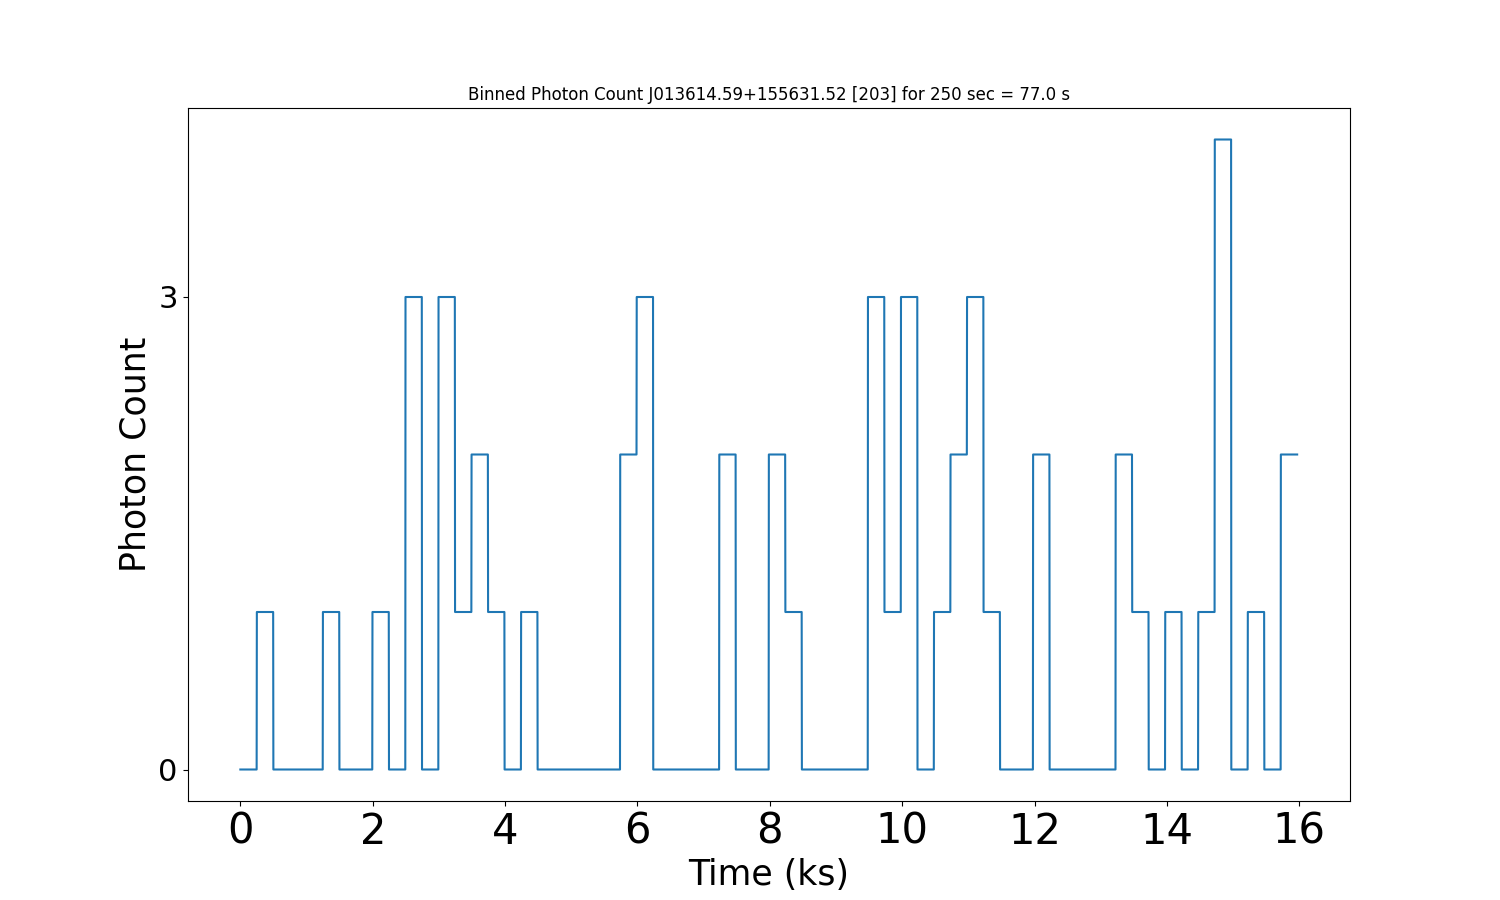 Binned Photon Count J013614.59+155631.52 [203] for 250 sec = 77.0 s
Photon Count
3
0
0 2 4 6 8 10 12 14 16
Time (ks)